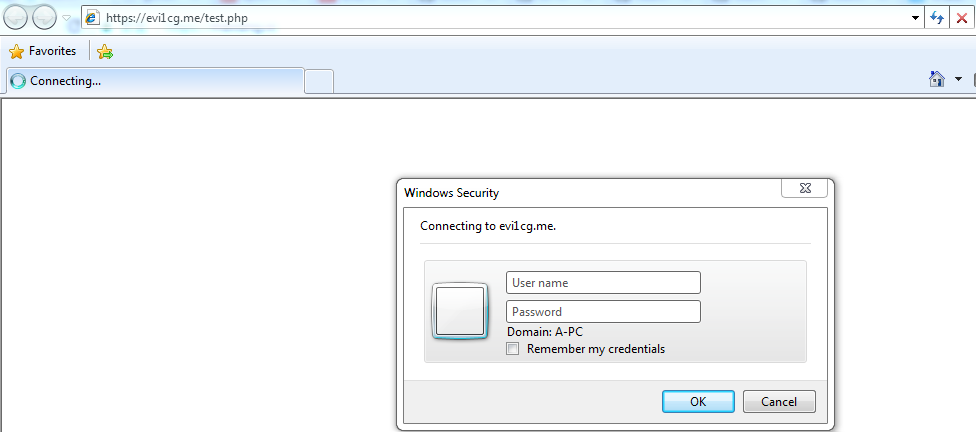 https://evi1cg.me/test.php
Favorites
Connecting...
Windows Security
Connecting to evi1cg.me.
User name
Password
Domain: A-PC
Remember my credentials
OK Cancel